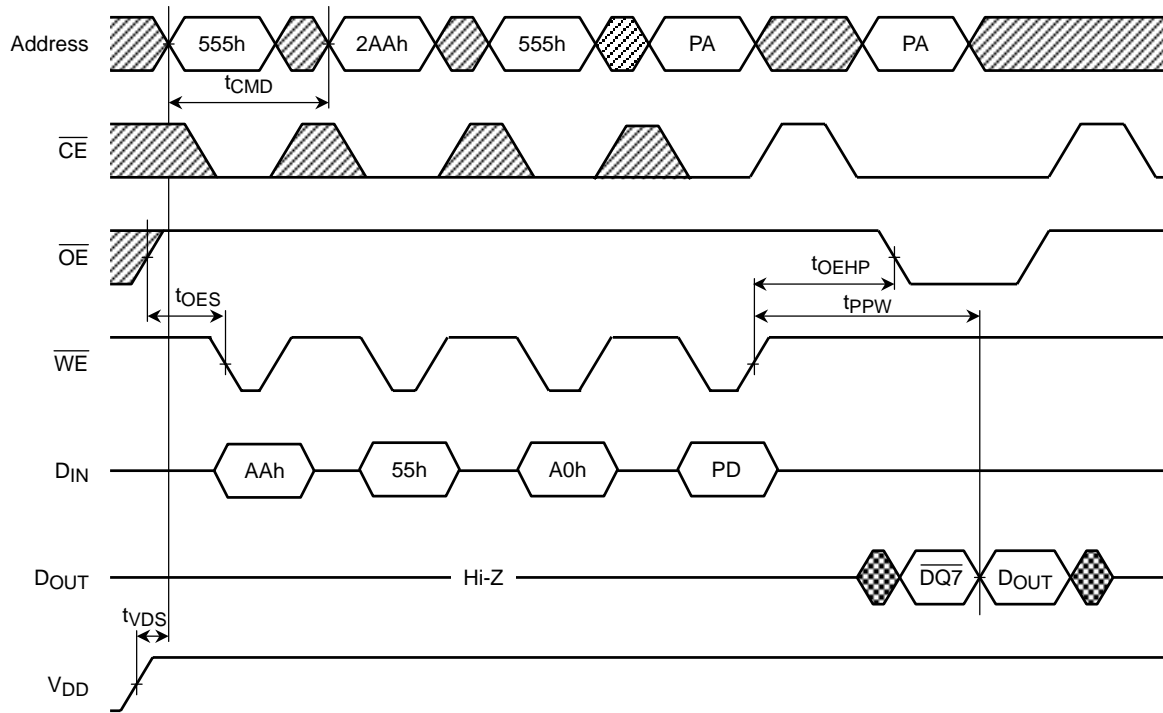 Address 555h 2AAh 555h PA PA
tCMD
CE
OE
tOEHP
tOES
tPPW
WE
DIN AAh 55h A0h PD
DOUT Hi-Z DQ7 DOUT
tVDS
VDD